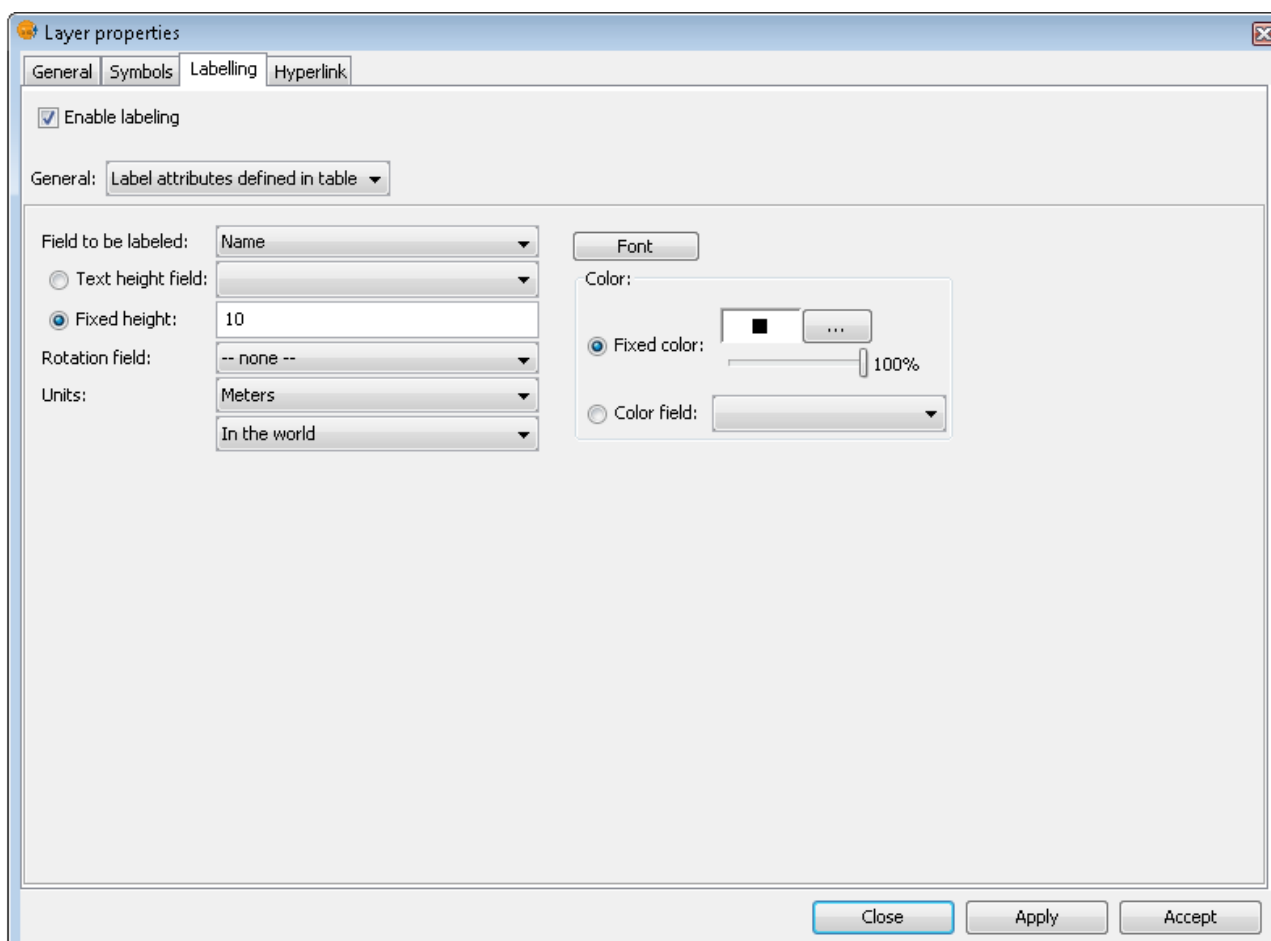 Layer properties
General Symbols Labelling Hyperlink
Enable labeling
General: Label attributes defined in table
Field to be labeled: Name
Text height field:
Fixed height: 10
Rotation field: -- none --
Units: Meters
In the world
Font
Color:
Fixed color: ...
100%
Color field:
Close Apply Accept